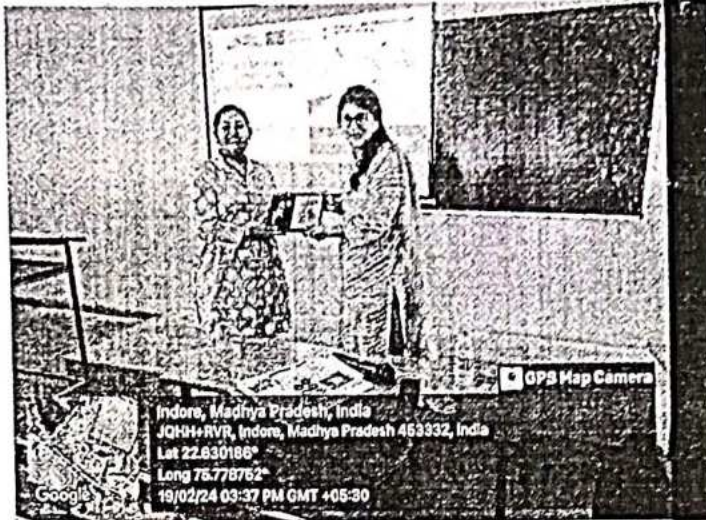 GPS Map Camera
Indore, Madhya Pradesh, India
JQHH+RVR, Indore, Madhya Pradesh 453332, India
Lat 22.630186°
Long 75.778752°
19/02/24 03:37 PM GMT +05:30
Google